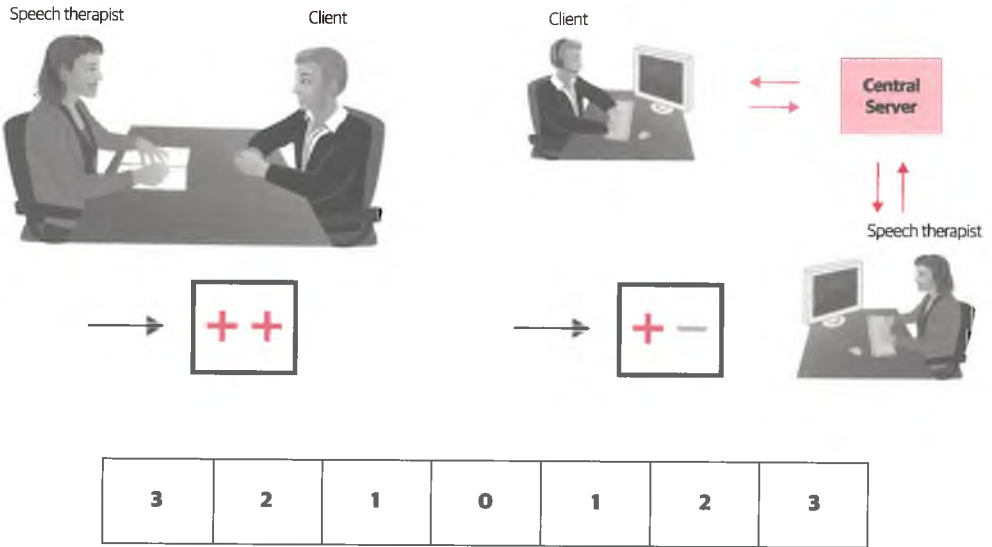 Speech therapist
Client
Client
Central
Server
Speech therapist
+ +
+ −
3 2 1 0 1 2 3